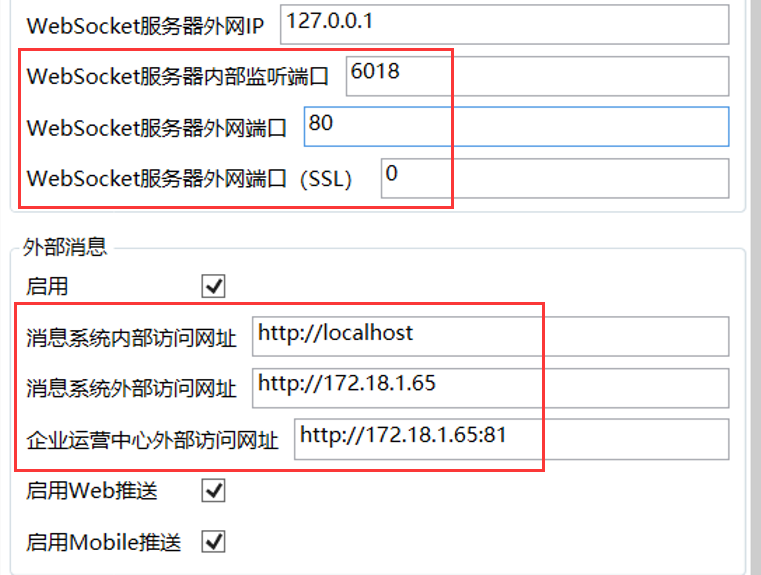 WebSocket服务器外网IP 127.0.0.1
WebSocket服务器内部监听端口 6018
WebSocket服务器外网端口 80
WebSocket服务器外网端口（SSL） 0
外部消息
启用
消息系统内部访问网址 http://localhost
消息系统外部访问网址 http://172.18.1.65
企业运营中心外部访问网址 http://172.18.1.65:81
启用Web推送
启用Mobile推送